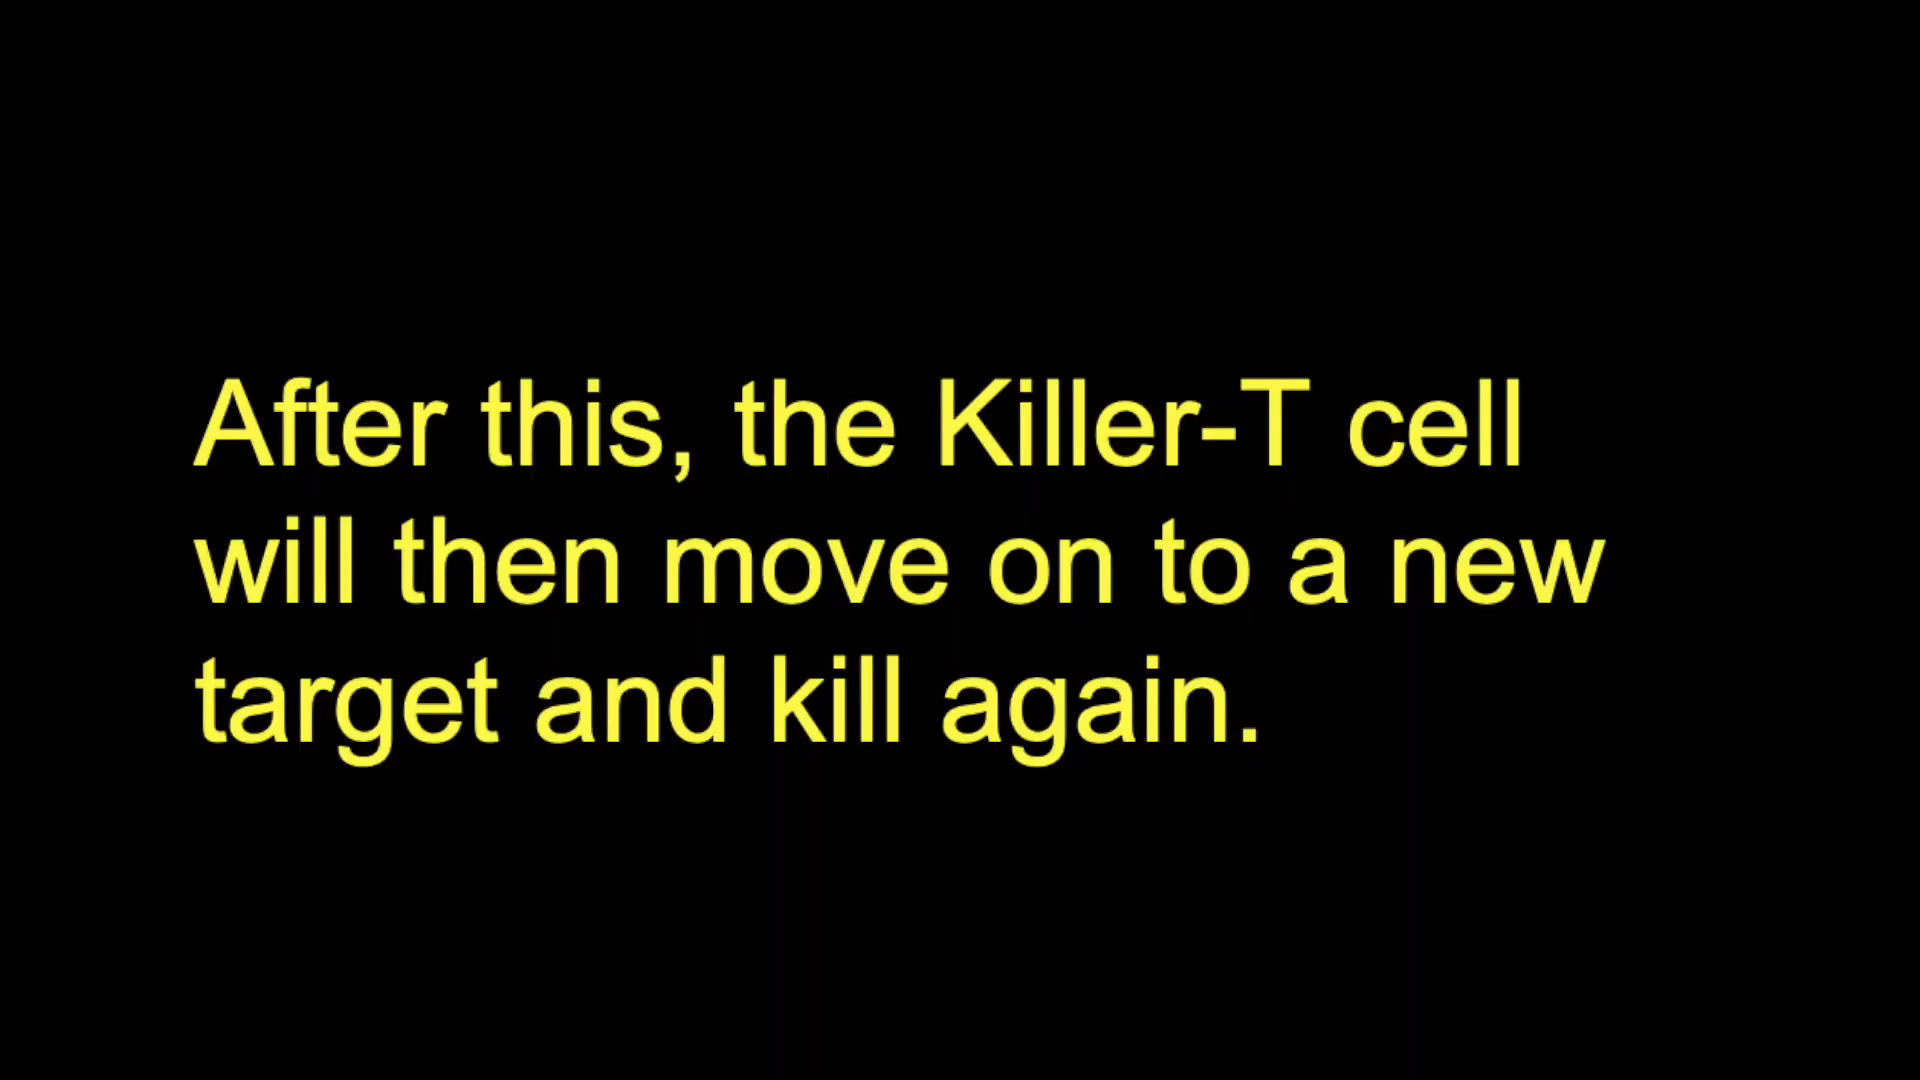 After this, the Killer-T cell
will then move on to a new
target and kill again.